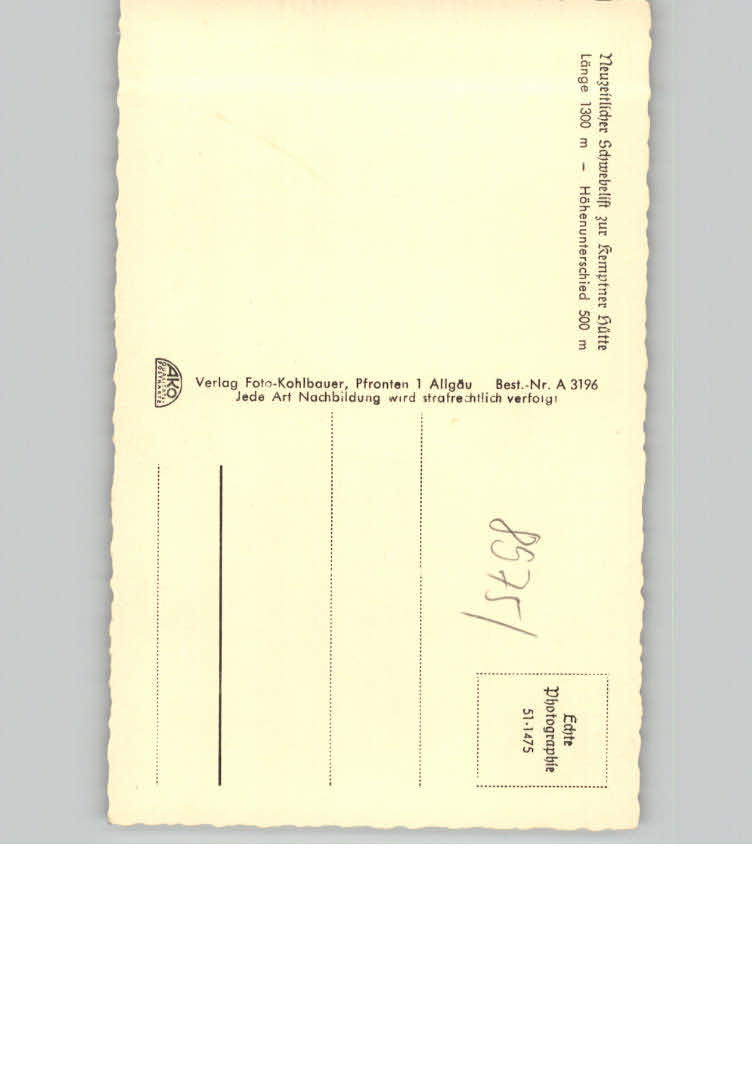 Neuzeitlicher Schwebelift zur Kemptner Hütte
Länge 1300 m – Höhenunterschied 500 m
AKO
Verlag Foto-Kohlbauer, Pfronten 1 Allgäu Best.-Nr. A 3196
Jede Art Nachbildung wird strafrechtlich verfolgt
8575/
Echte
Photographie
51-1475